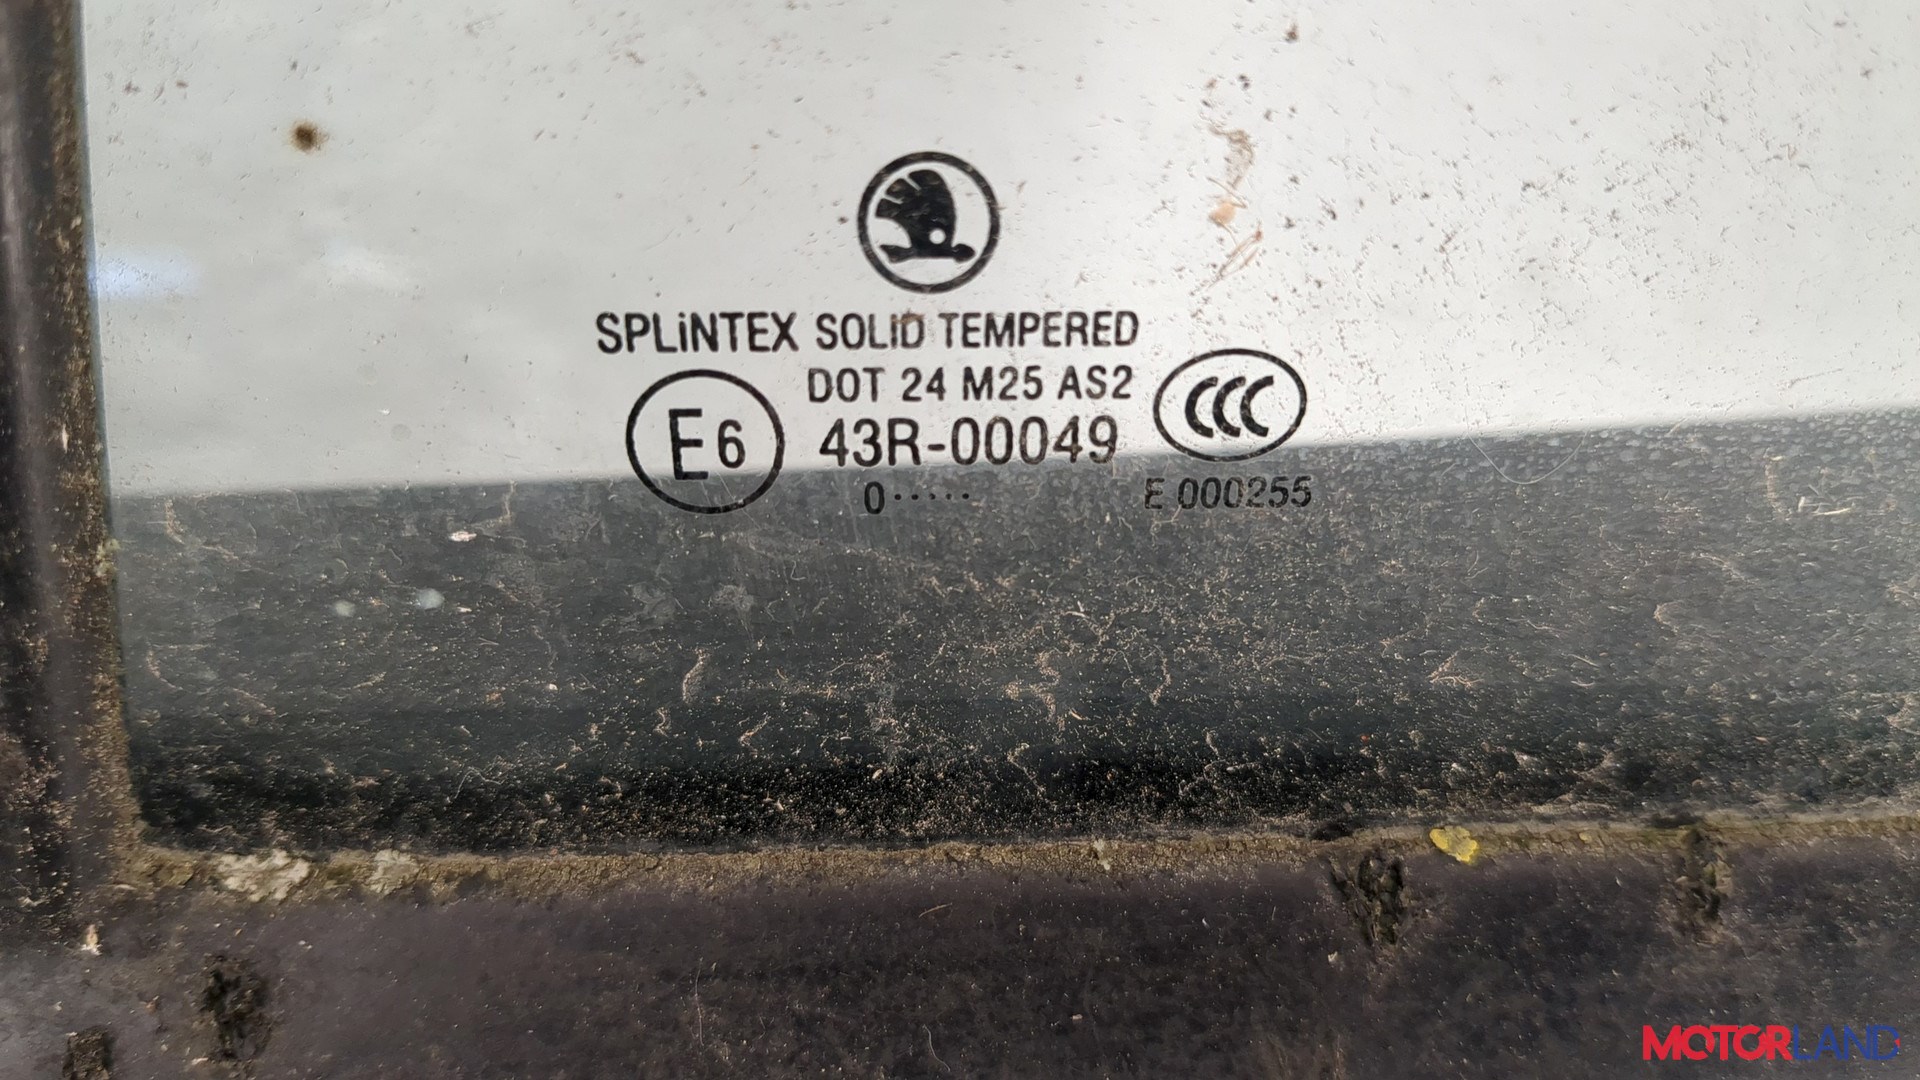 SPLiNTEX SOLID TEMPERED
DOT 24 M25 AS2
E6 43R-00049 CCC
0····· E 000255
MOTORLAND